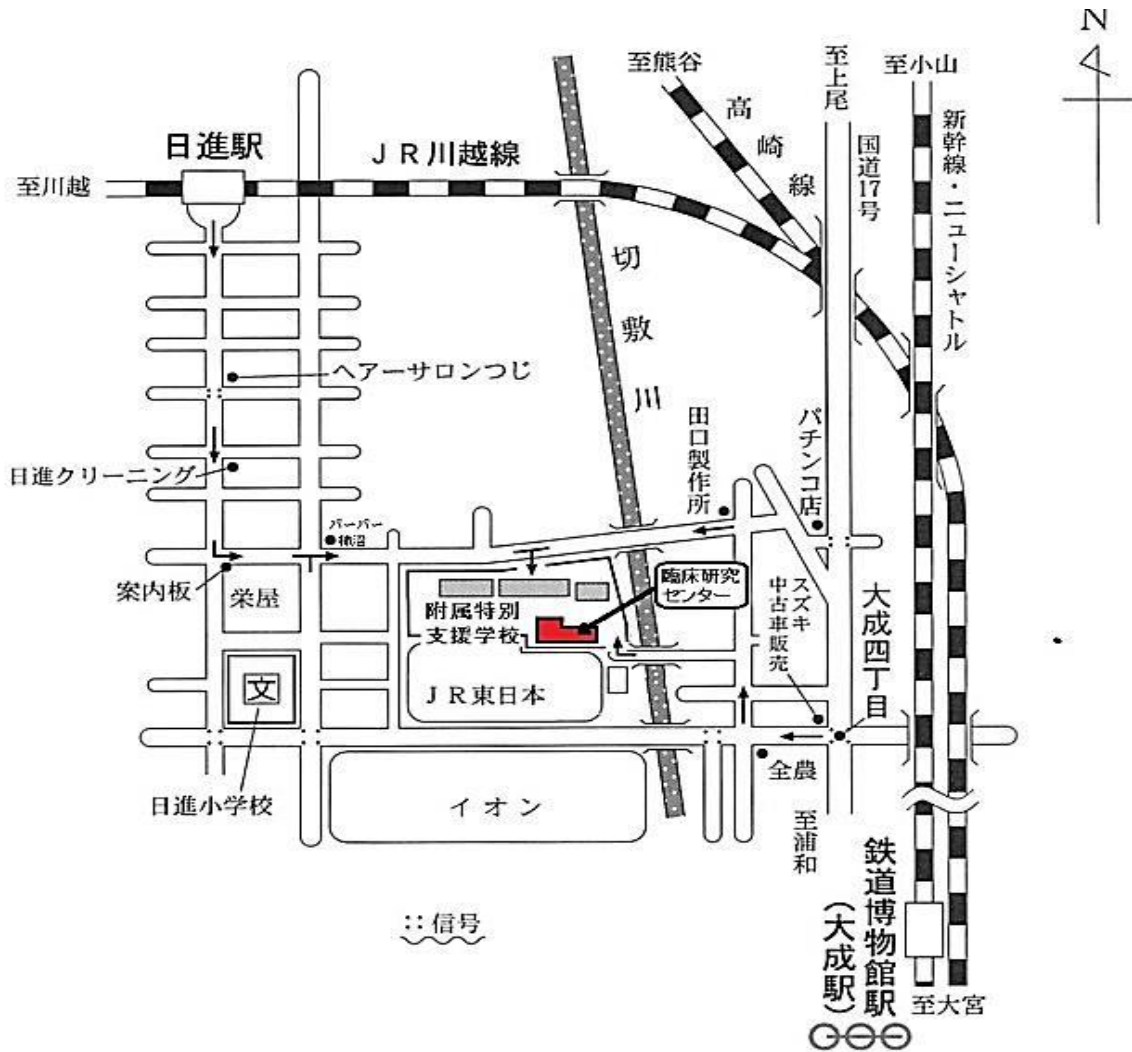 N
至熊谷
至上尾
至小山
高崎線
国道17号
新幹線・ニューシャトル
日進駅
JR川越線
至川越
切敷川
ヘアーサロンつじ
日進クリーニング
田口製作所
パチンコ店
バーバー
柿沼
案内板
栄屋
臨床研究
センター
附属特別
支援学校
スズキ
中古車販売
大成四丁目
文
JR東日本
全農
日進小学校
イオン
至浦和
鉄道博物館駅
(大成駅)
信号
至大宮